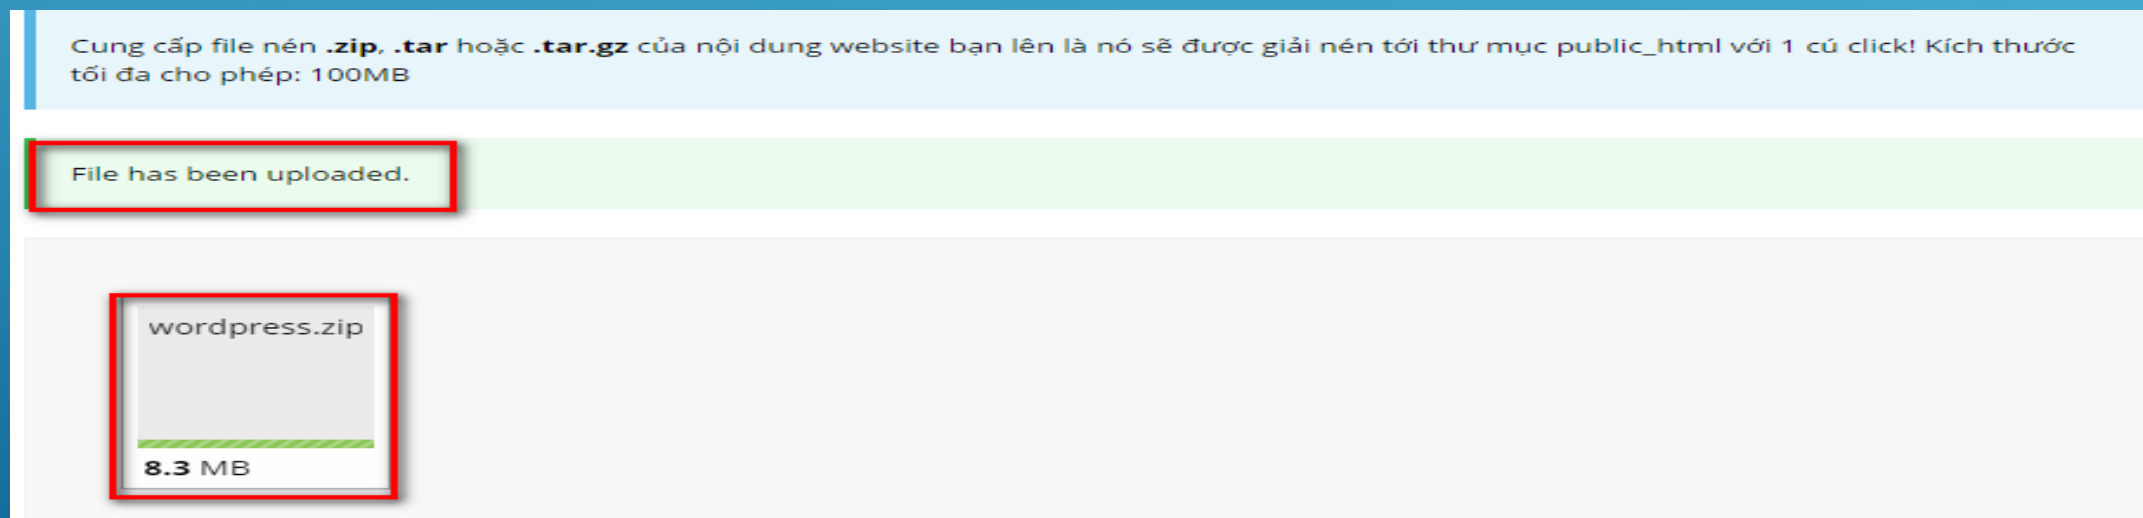 Cung cấp file nén .zip, .tar hoặc .tar.gz của nội dung website bạn lên là nó sẽ được giải nén tới thư mục public_html với 1 cú click! Kích thước
tối đa cho phép: 100MB
File has been uploaded.
wordpress.zip
8.3 MB